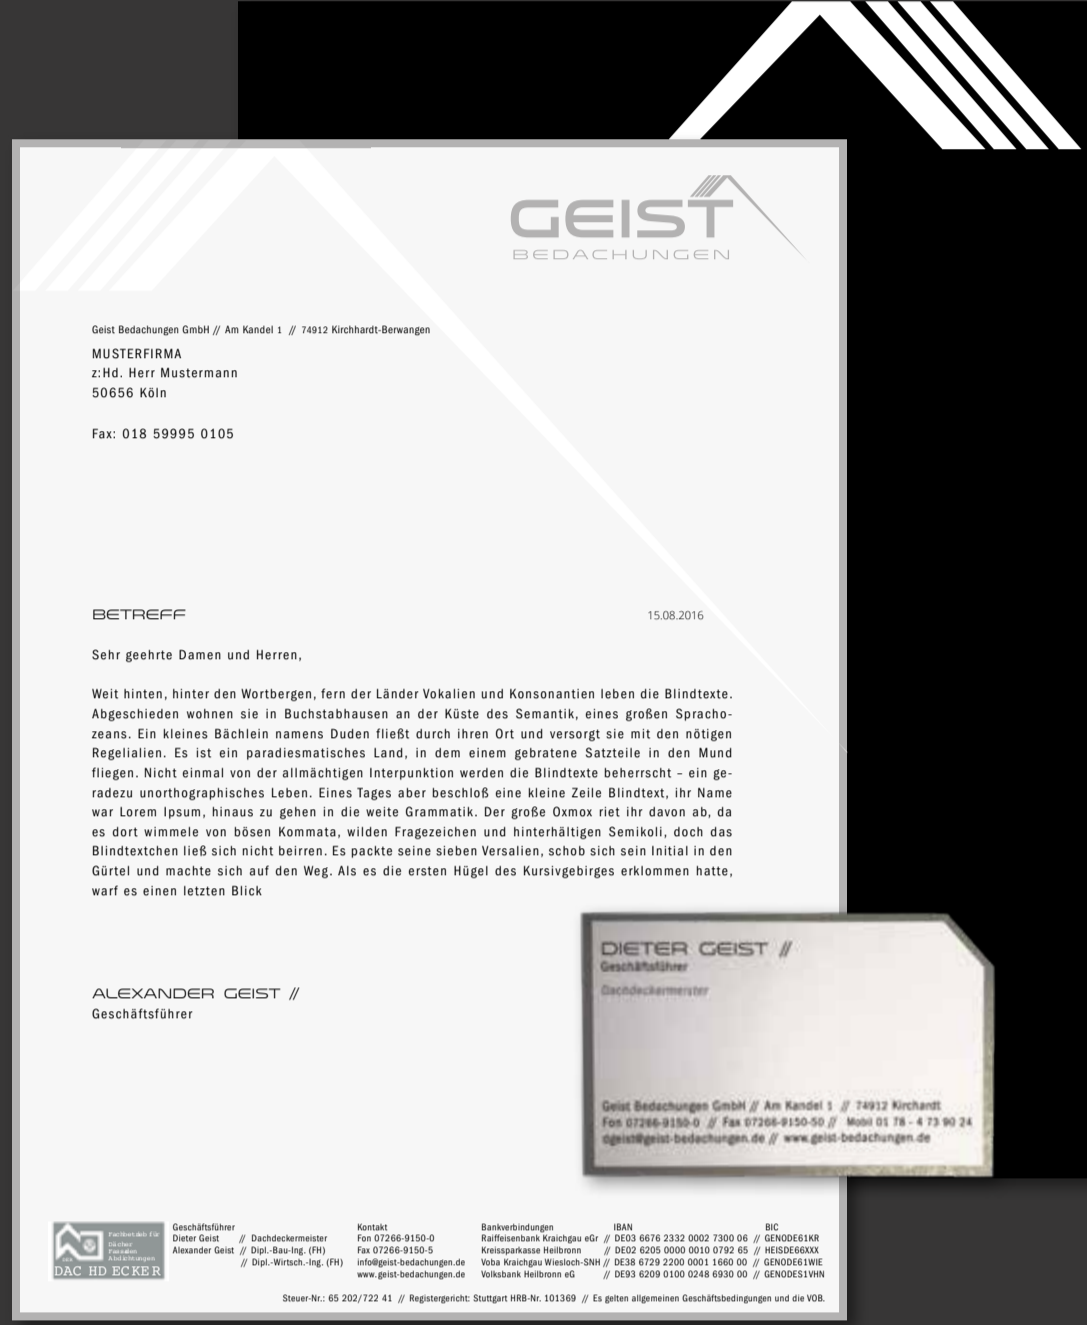 GEIST
BEDACHUNGEN
Geist Bedachungen GmbH // Am Kandel 1 // 74912 Kirchhardt-Berwangen
MUSTERFIRMA
z:Hd. Herr Mustermann
50656 Köln
Fax: 018 59995 0105
BETREFF 15.08.2016
Sehr geehrte Damen und Herren,
Weit hinten, hinter den Wortbergen, fern der Länder Vokalien und Konsonantien leben die Blindtexte.
Abgeschieden wohnen sie in Buchstabhausen an der Küste des Semantik, eines großen Spracho-
zeans. Ein kleines Bächlein namens Duden fließt durch ihren Ort und versorgt sie mit den nötigen
Regelialien. Es ist ein paradiesmatisches Land, in dem einem gebratene Satzteile in den Mund
fliegen. Nicht einmal von der allmächtigen Interpunktion werden die Blindtexte beherrscht – ein ge-
radezu unorthographisches Leben. Eines Tages aber beschloß eine kleine Zeile Blindtext, ihr Name
war Lorem Ipsum, hinaus zu gehen in die weite Grammatik. Der große Oxmox riet ihr davon ab, da
es dort wimmele von bösen Kommata, wilden Fragezeichen und hinterhältigen Semikoli, doch das
Blindtextchen ließ sich nicht beirren. Es packte seine sieben Versalien, schob sich sein Initial in den
Gürtel und machte sich auf den Weg. Als es die ersten Hügel des Kursivgebirges erklommen hatte,
warf es einen letzten Blick
ALEXANDER GEIST //
Geschäftsführer
DIETER GEIST //
Geschäftsführer
Dachdeckermeister
Geist Bedachungen GmbH // Am Kandel 1 // 74912 Kirchardt
Fon 07266-9150-0 // Fax 07266-9150-50 // Mobil 01 78 - 4 73 90 24
dgeist@geist-bedachungen.de // www.geist-bedachungen.de
Fachbetrieb für
Dächer
Fassaden
Abdichtungen
DAC HD ECKER
Geschäftsführer
Dieter Geist // Dachdeckermeister
Alexander Geist // Dipl.-Bau-Ing. (FH)
// Dipl.-Wirtsch.-Ing. (FH)
Kontakt
Fon 07266-9150-0
Fax 07266-9150-5
info@geist-bedachungen.de
www.geist-bedachungen.de
Bankverbindungen IBAN BIC
Raiffeisenbank Kraichgau eGr // DE03 6676 2332 0002 7300 06 // GENODE61KR
Kreissparkasse Heilbronn // DE02 6205 0000 0010 0792 65 // HEISDE66XXX
Voba Kraichgau Wiesloch-SNH // DE38 6729 2200 0001 1660 00 // GENODE61WIE
Volksbank Heilbronn eG // DE93 6209 0100 0248 6930 00 // GENODES1VHN
Steuer-Nr.: 65 202/722 41 // Registergericht: Stuttgart HRB-Nr. 101369 // Es gelten allgemeinen Geschäftsbedingungen und die VOB.